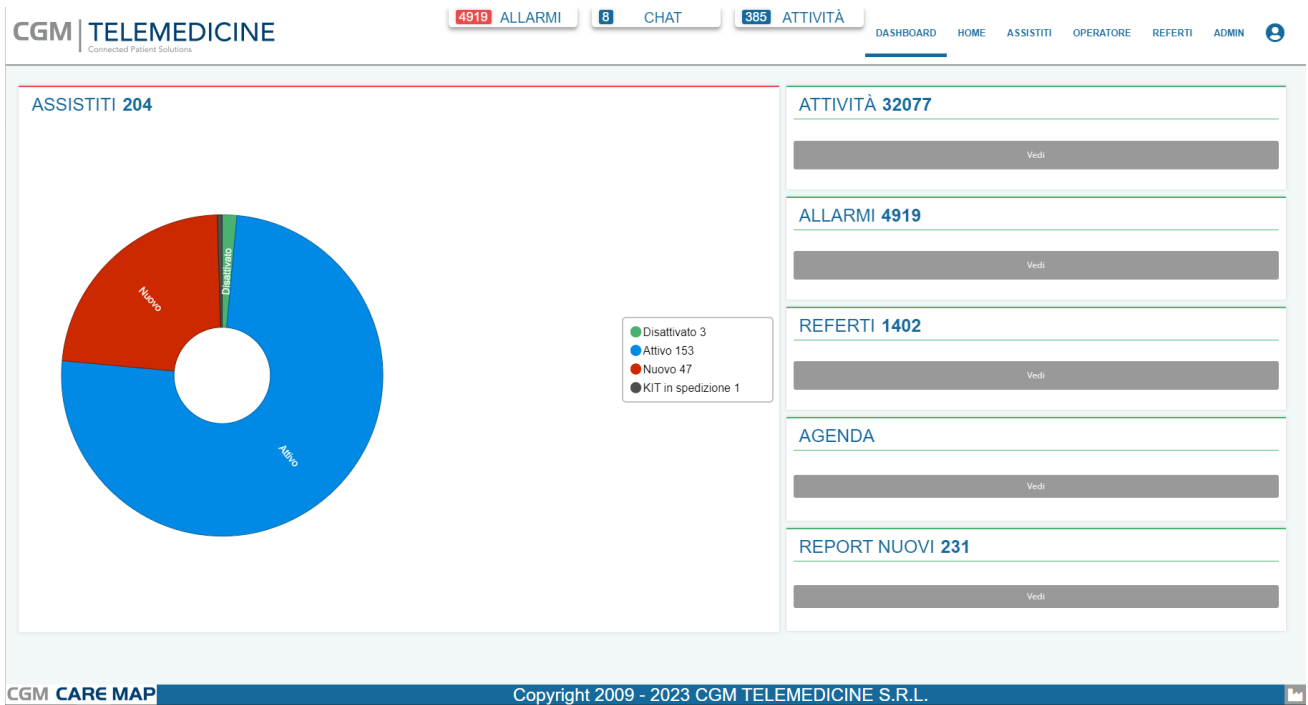 CGM TELEMEDICINE
Connected Patient Solutions
4919 ALLARMI
8 CHAT
385 ATTIVITÀ
DASHBOARD HOME ASSISTITI OPERATORE REFERTI ADMIN
ASSISTITI 204
Disattivato
Nuovo
Attivo
Disattivato 3
Attivo 153
Nuovo 47
KIT in spedizione 1
ATTIVITÀ 32077
Vedi
ALLARMI 4919
Vedi
REFERTI 1402
Vedi
AGENDA
Vedi
REPORT NUOVI 231
Vedi
CGM CARE MAP
Copyright 2009 - 2023 CGM TELEMEDICINE S.R.L.